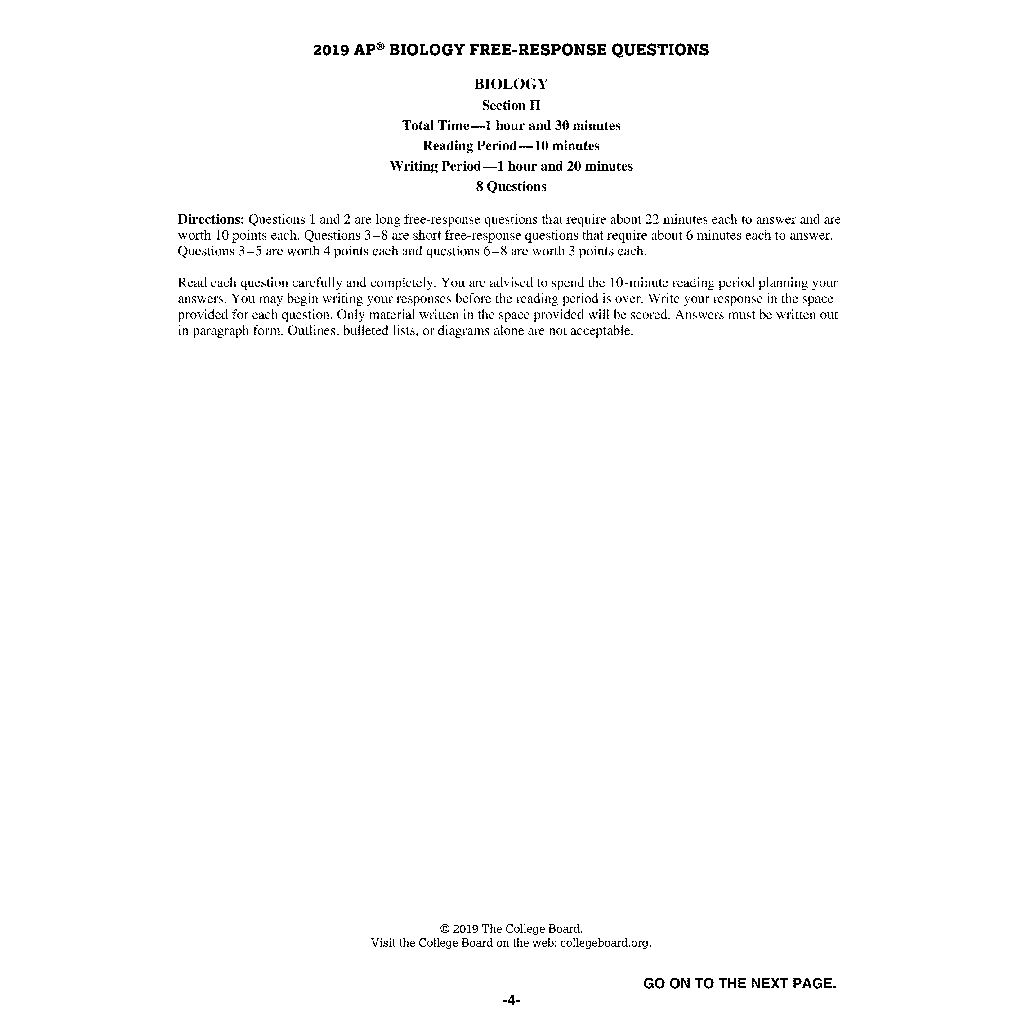 2019 AP® BIOLOGY FREE-RESPONSE QUESTIONS
BIOLOGY
Section II
Total Time—1 hour and 30 minutes
Reading Period—10 minutes
Writing Period—1 hour and 20 minutes
8 Questions
Directions: Questions 1 and 2 are long free-response questions that require about 22 minutes each to answer and are
worth 10 points each. Questions 3–8 are short free-response questions that require about 6 minutes each to answer.
Questions 3–5 are worth 4 points each and questions 6–8 are worth 3 points each.
Read each question carefully and completely. You are advised to spend the 10-minute reading period planning your
answers. You may begin writing your responses before the reading period is over. Write your response in the space
provided for each question. Only material written in the space provided will be scored. Answers must be written out
in paragraph form. Outlines, bulleted lists, or diagrams alone are not acceptable.
© 2019 The College Board.
Visit the College Board on the web: collegeboard.org.
GO ON TO THE NEXT PAGE.
-4-